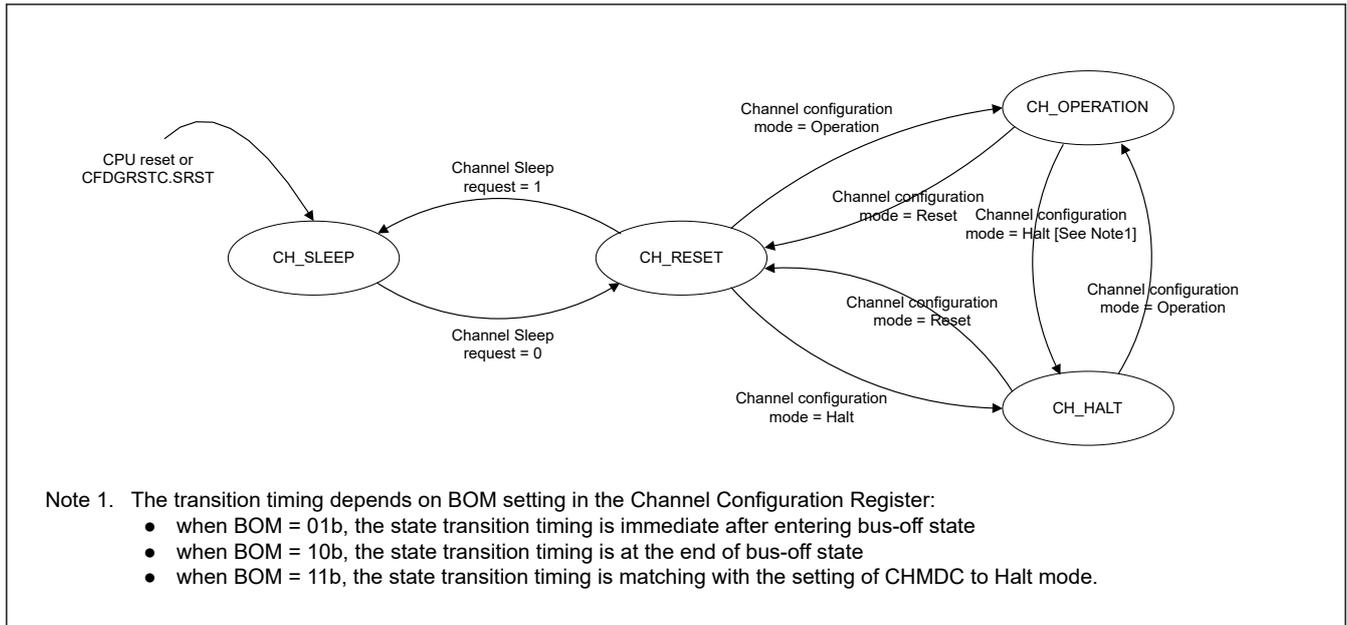 CH_OPERATION
Channel configuration
mode = Operation
CPU reset or
CFDGRSTC.SRST
Channel Sleep
request = 1
Channel configuration
mode = Reset
Channel configuration
mode = Halt [See Note1]
CH_SLEEP
CH_RESET
Channel configuration
mode = Operation
Channel configuration
mode = Reset
Channel Sleep
request = 0
Channel configuration
mode = Halt
CH_HALT
Note 1. The transition timing depends on BOM setting in the Channel Configuration Register:
● when BOM = 01b, the state transition timing is immediate after entering bus-off state
● when BOM = 10b, the state transition timing is at the end of bus-off state
● when BOM = 11b, the state transition timing is matching with the setting of CHMDC to Halt mode.